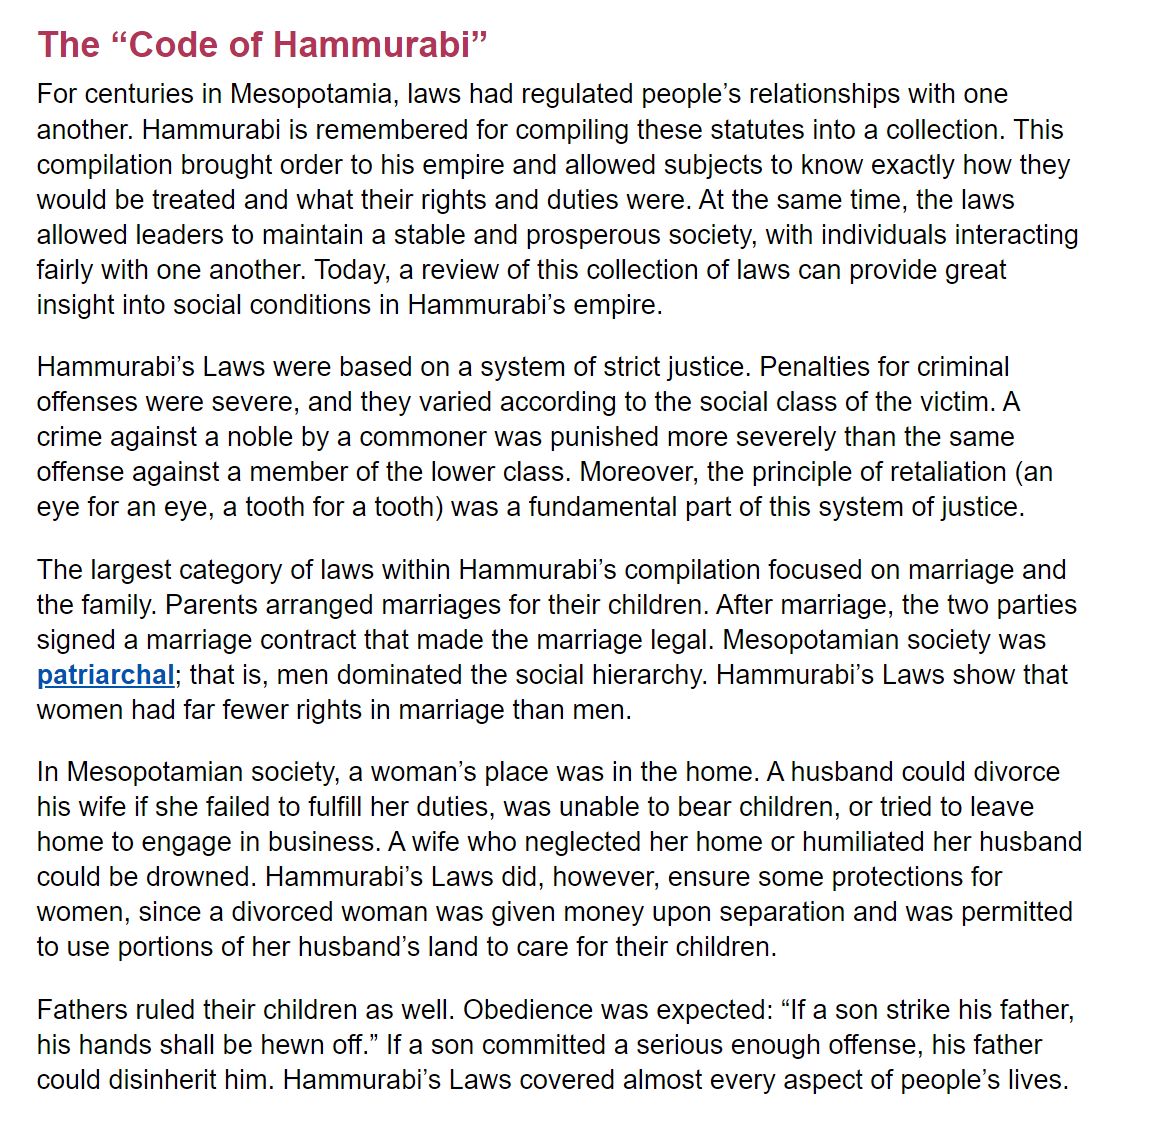 The “Code of Hammurabi”
For centuries in Mesopotamia, laws had regulated people’s relationships with one
another. Hammurabi is remembered for compiling these statutes into a collection. This
compilation brought order to his empire and allowed subjects to know exactly how they
would be treated and what their rights and duties were. At the same time, the laws
allowed leaders to maintain a stable and prosperous society, with individuals interacting
fairly with one another. Today, a review of this collection of laws can provide great
insight into social conditions in Hammurabi’s empire.
Hammurabi’s Laws were based on a system of strict justice. Penalties for criminal
offenses were severe, and they varied according to the social class of the victim. A
crime against a noble by a commoner was punished more severely than the same
offense against a member of the lower class. Moreover, the principle of retaliation (an
eye for an eye, a tooth for a tooth) was a fundamental part of this system of justice.
The largest category of laws within Hammurabi’s compilation focused on marriage and
the family. Parents arranged marriages for their children. After marriage, the two parties
signed a marriage contract that made the marriage legal. Mesopotamian society was
patriarchal; that is, men dominated the social hierarchy. Hammurabi’s Laws show that
women had far fewer rights in marriage than men.
In Mesopotamian society, a woman’s place was in the home. A husband could divorce
his wife if she failed to fulfill her duties, was unable to bear children, or tried to leave
home to engage in business. A wife who neglected her home or humiliated her husband
could be drowned. Hammurabi’s Laws did, however, ensure some protections for
women, since a divorced woman was given money upon separation and was permitted
to use portions of her husband’s land to care for their children.
Fathers ruled their children as well. Obedience was expected: “If a son strike his father,
his hands shall be hewn off.” If a son committed a serious enough offense, his father
could disinherit him. Hammurabi’s Laws covered almost every aspect of people’s lives.